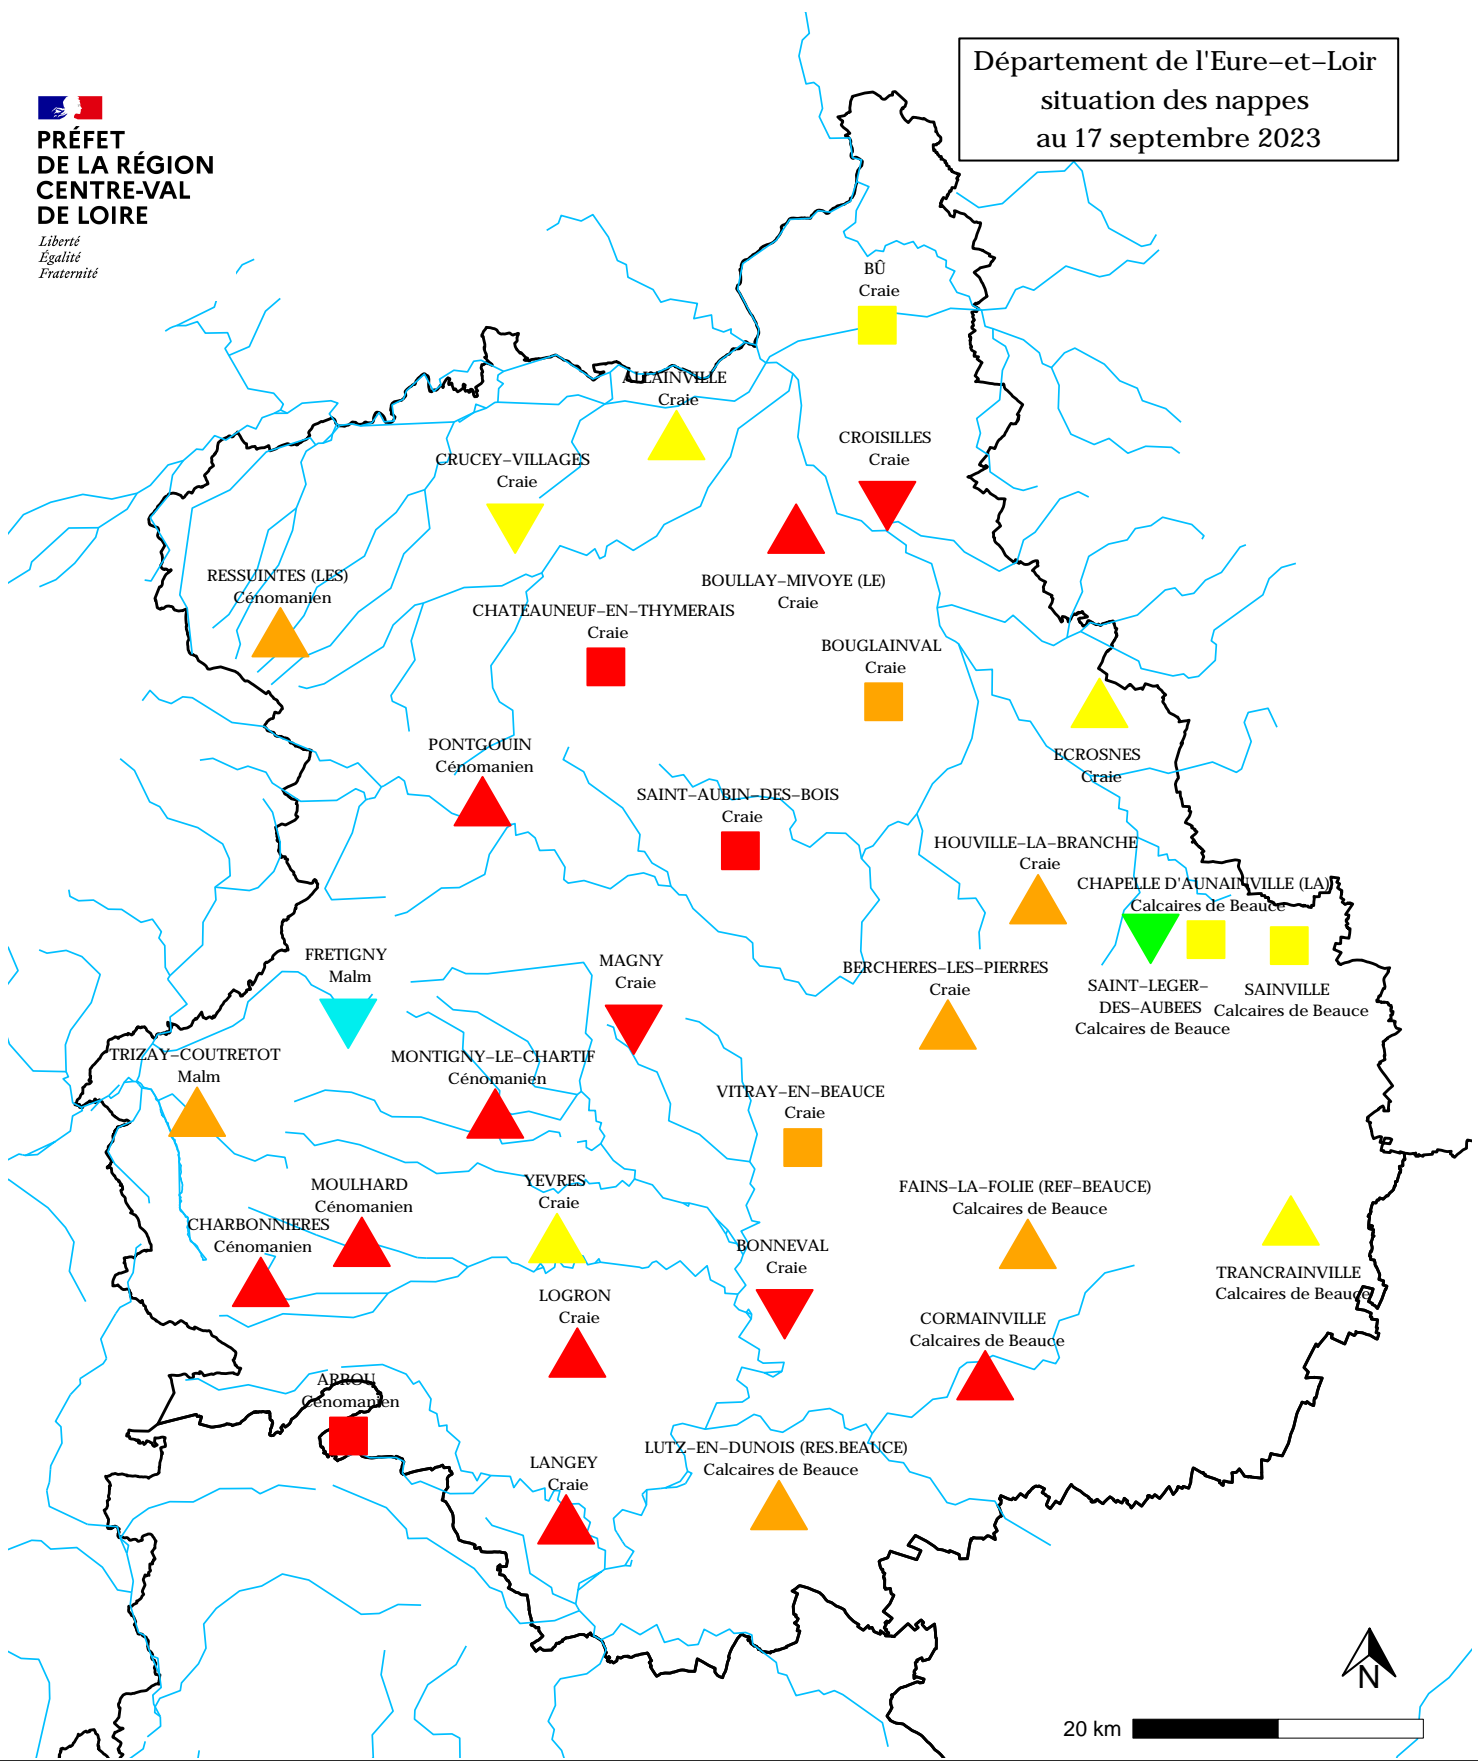 Département de l'Eure–et–Loir
situation des nappes
au 17 septembre 2023
PRÉFET
DE LA RÉGION
CENTRE-VAL
DE LOIRE
Liberté
Égalité
Fraternité
BÛ
Craie
ALLAINVILLE
Craie
CROISILLES
Craie
CRUCEY–VILLAGES
Craie
RESSUINTES (LES)
Cénomanien
BOULLAY–MIVOYE (LE)
Craie
CHATEAUNEUF–EN–THYMERAIS
Craie
BOUGLAINVAL
Craie
PONTGOUIN
Cénomanien
ECROSNES
Craie
SAINT–AUBIN–DES–BOIS
Craie
HOUVILLE–LA–BRANCHE
Craie
CHAPELLE D'AUNAINVILLE (LA)
Calcaires de Beauce
FRETIGNY
Malm
MAGNY
Craie
BERCHERES–LES–PIERRES
Craie
SAINT–LEGER–
DES–AUBEES
Calcaires de Beauce
SAINVILLE
Calcaires de Beauce
TRIZAY–COUTRETOT
Malm
MONTIGNY–LE–CHARTIF
Cénomanien
VITRAY–EN–BEAUCE
Craie
MOULHARD
Cénomanien
YEVRES
Craie
FAINS–LA–FOLIE (REF–BEAUCE)
Calcaires de Beauce
CHARBONNIERES
Cénomanien
BONNEVAL
Craie
TRANCRAINVILLE
Calcaires de Beauce
LOGRON
Craie
CORMAINVILLE
Calcaires de Beauce
ARROU
Cénomanien
LUTZ–EN–DUNOIS (RES.BEAUCE)
Calcaires de Beauce
LANGEY
Craie
N
20 km